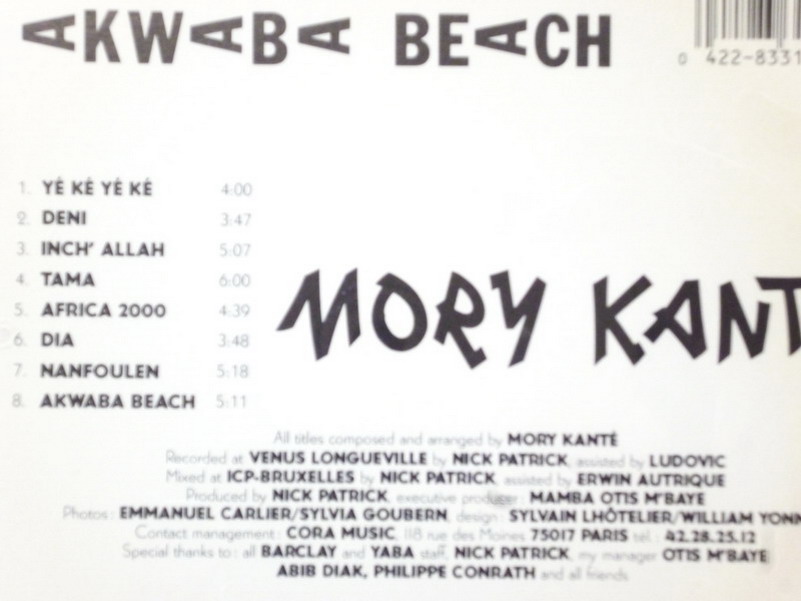 AKWABA BEACH
0 422-8331
1. YÉ KÉ YÉ KÉ 4:00
2. DENI 3:47
3. INCH' ALLAH 5:07
4. TAMA 6:00
5. AFRICA 2000 4:39
6. DIA 3:48
7. NANFOULEN 5:18
8. AKWABA BEACH 5:11
MORY KANT
All titles composed and arranged by MORY KANTÉ
Recorded at VENUS LONGUEVILLE by NICK PATRICK, assisted by LUDOVIC
Mixed at ICP-BRUXELLES by NICK PATRICK, assisted by ERWIN AUTRIQUE
Produced by NICK PATRICK, executive producer: MAMBA OTIS M'BAYE
Photos: EMMANUEL CARLIER/SYLVIA GOUBERN, design: SYLVAIN LHÔTELIER/WILLIAM YONN
Contact management: CORA MUSIC, 118 rue des Moines 75017 PARIS tél: 42.28.25.12
Special thanks to: all BARCLAY and YABA staff, NICK PATRICK, my manager OTIS M'BAYE
ABIB DIAK, PHILIPPE CONRATH and all friends